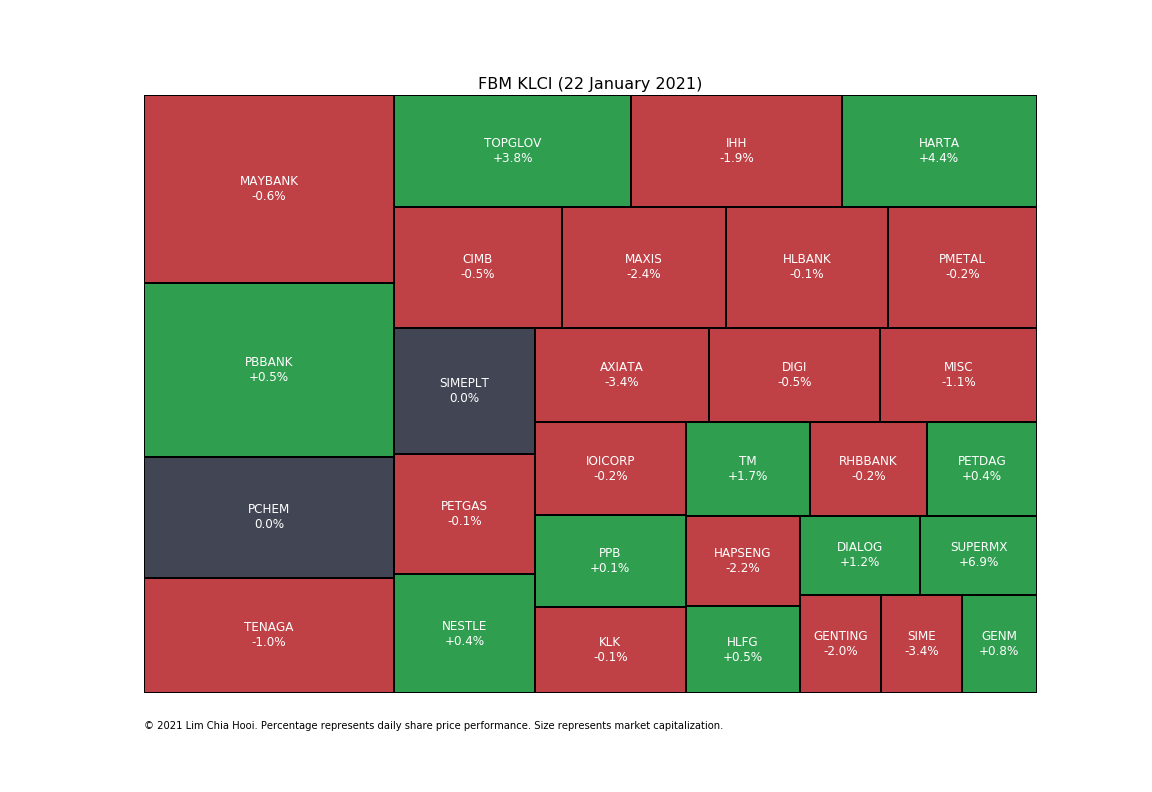 FBM KLCI (22 January 2021)
MAYBANK
-0.6%
TOPGLOV
+3.8%
IHH
-1.9%
HARTA
+4.4%
CIMB
-0.5%
MAXIS
-2.4%
HLBANK
-0.1%
PMETAL
-0.2%
PBBANK
+0.5%
SIMEPLT
0.0%
AXIATA
-3.4%
DIGI
-0.5%
MISC
-1.1%
IOICORP
-0.2%
TM
+1.7%
RHBBANK
-0.2%
PETDAG
+0.4%
PCHEM
0.0%
PETGAS
-0.1%
PPB
+0.1%
HAPSENG
-2.2%
DIALOG
+1.2%
SUPERMX
+6.9%
TENAGA
-1.0%
NESTLE
+0.4%
KLK
-0.1%
HLFG
+0.5%
GENTING
-2.0%
SIME
-3.4%
GENM
+0.8%
© 2021 Lim Chia Hooi. Percentage represents daily share price performance. Size represents market capitalization.